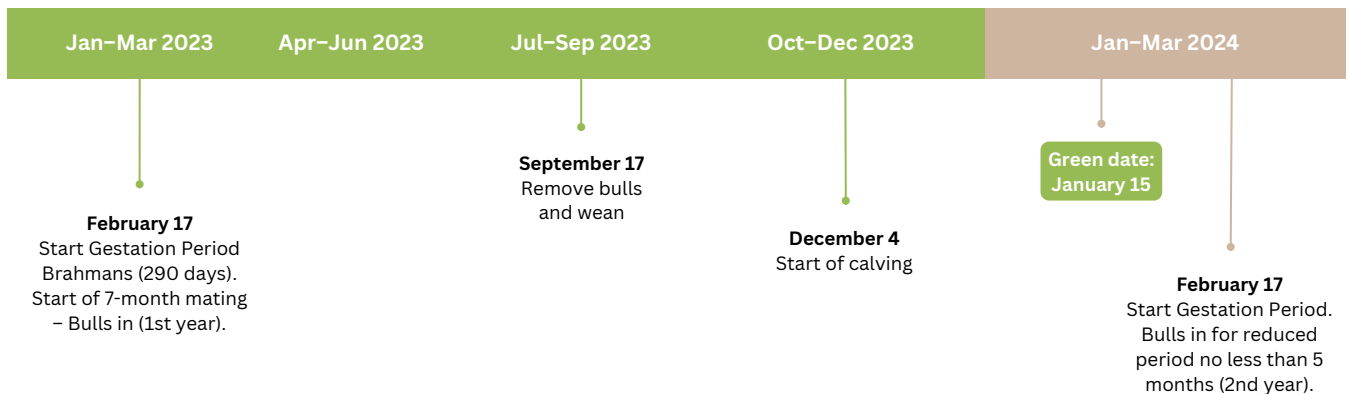 Jan–Mar 2023
Apr–Jun 2023
Jul–Sep 2023
Oct–Dec 2023
Jan–Mar 2024
February 17
Start Gestation Period
Brahmans (290 days).
Start of 7-month mating
– Bulls in (1st year).
September 17
Remove bulls
and wean
December 4
Start of calving
Green date:
January 15
February 17
Start Gestation Period.
Bulls in for reduced
period no less than 5
months (2nd year).